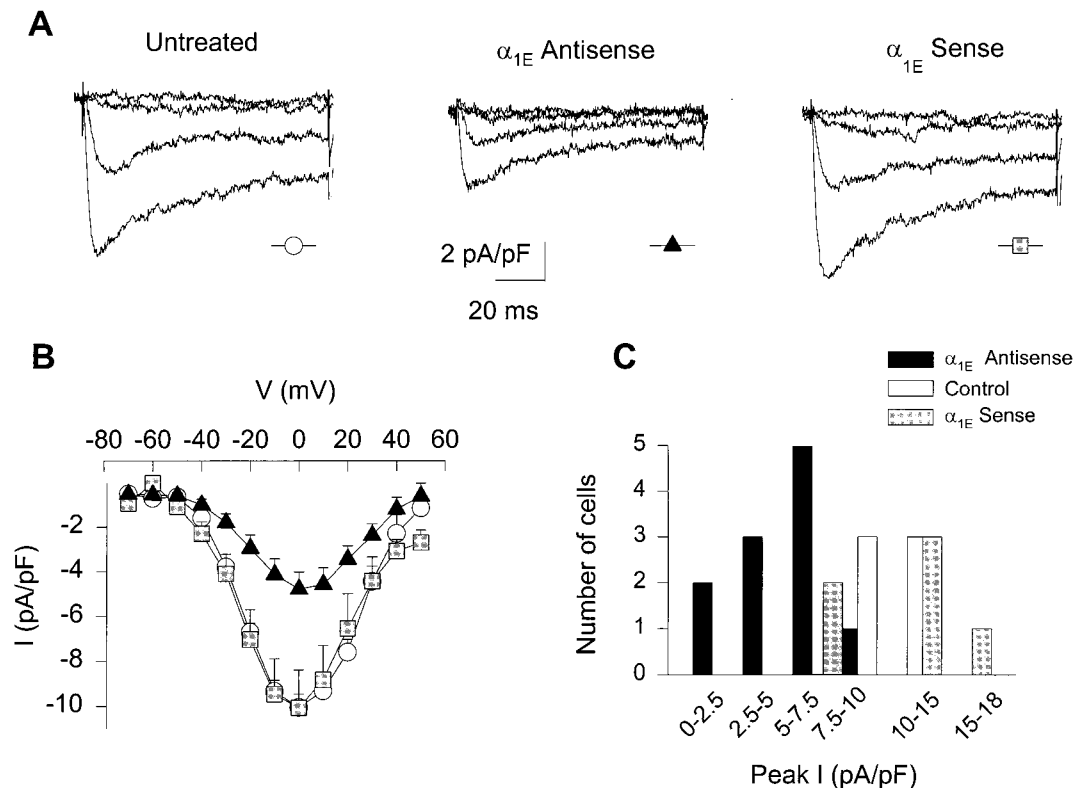 A
Untreated
α1E Antisense
α1E Sense
2 pA/pF
20 ms
B
V (mV)
-80 -60 -40 -20 0 20 40 60
-2
-4
-6
-8
-10
I (pA/pF)
C
α1E Antisense
Control
α1E Sense
5
4
3
2
1
0
Number of cells
0-2.5
2.5-5
5-7.5
7.5-10
10-15
15-18
Peak I (pA/pF)